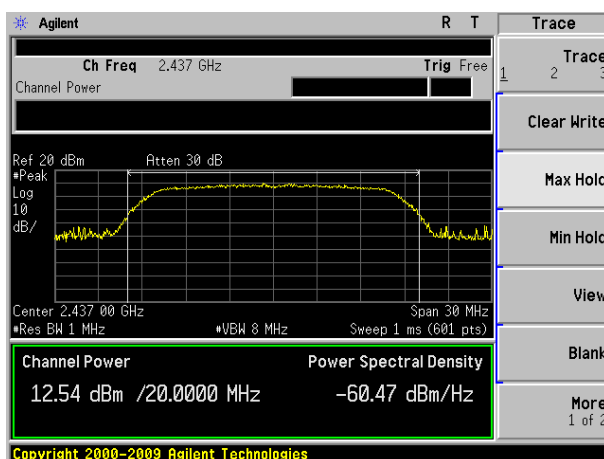 Agilent R T Trace
Ch Freq 2.437 GHz Trig Free
Channel Power
Trace
1 2 3
Clear Write
Max Hold
Min Hold
View
Blank
More
1 of 2
Ref 20 dBm Atten 30 dB
#Peak
Log
10
dB/
Center 2.437 00 GHz Span 30 MHz
#Res BW 1 MHz #VBW 8 MHz Sweep 1 ms (601 pts)
Channel Power Power Spectral Density
12.54 dBm /20.0000 MHz -60.47 dBm/Hz
Copyright 2000-2009 Agilent Technologies